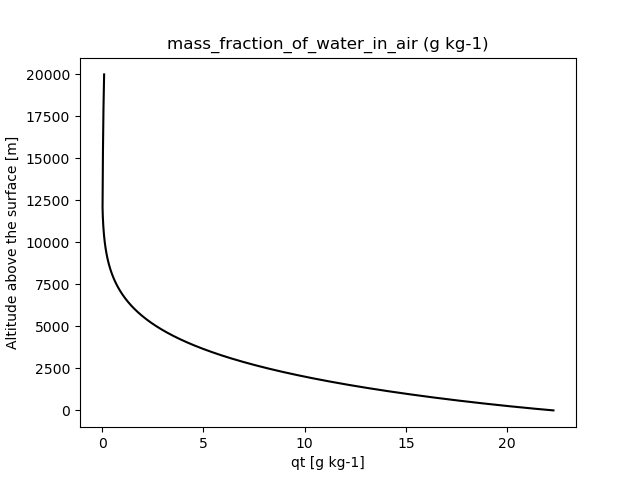 mass_fraction_of_water_in_air (g kg-1)
20000
17500
15000
12500
10000
7500
5000
2500
0
Altitude above the surface [m]
0 5 10 15 20
qt [g kg-1]